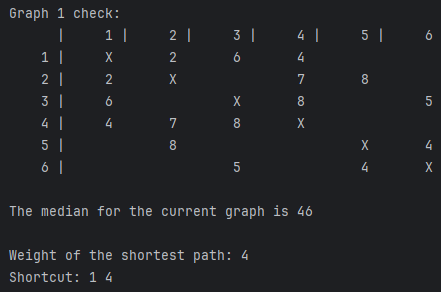 Graph 1 check:
      |     1 |     2 |     3 |     4 |     5 |     6
    1 |     X       2       6       4
    2 |     2       X               7       8
    3 |     6               X       8               5
    4 |     4       7       8       X
    5 |             8                       X       4
    6 |                     5               4       X
The median for the current graph is 46
Weight of the shortest path: 4
Shortcut: 1 4